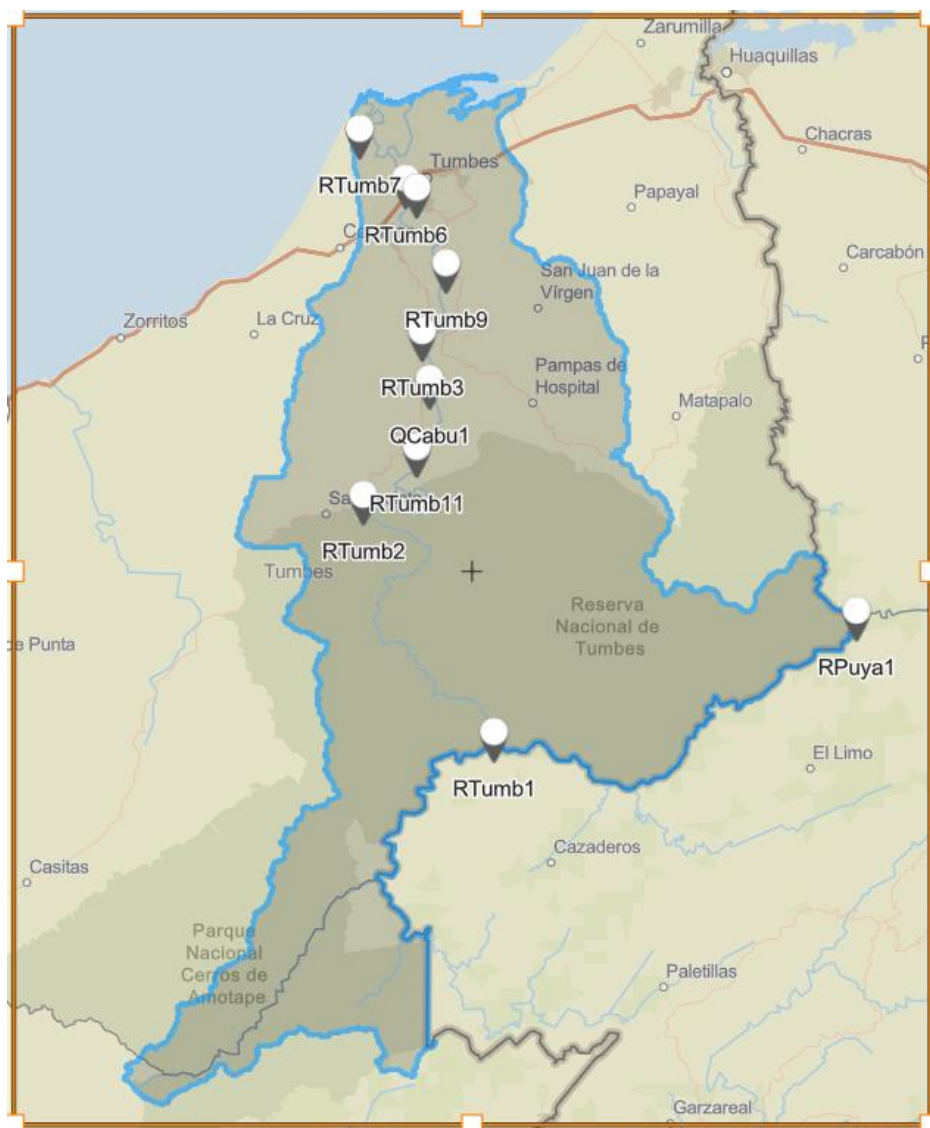 Zarumilla
Huaquillas
Chacras
Tumbes
RTumb7
Papayal
RTumb6
Carcabón
San Juan de la
Vírgen
RTumb9
Zorritos
La Cruz
Pampas de
Hospital
RTumb3
Matapalo
QCabu1
RTumb11
RTumb2
Tumbes
Reserva
Nacional de
Tumbes
de Punta
RPuya1
RTumb1
El Limo
Cazaderos
Casitas
Parque
Nacional
Cerros de
Amotape
Paletillas
Garzareal